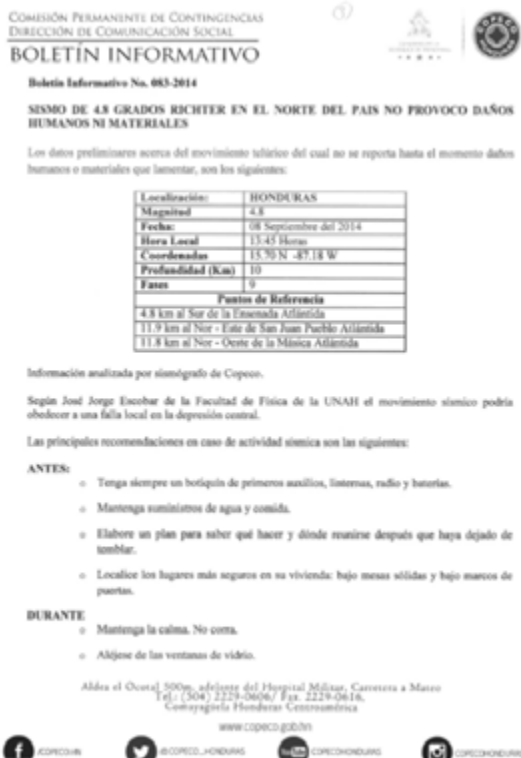 COMISIÓN PERMANENTE DE CONTINGENCIAS
DIRECCIÓN DE COMUNICACIÓN SOCIAL
BOLETÍN INFORMATIVO
COPECO
HONDURAS
Boletín Informativo No. 083-2014
SISMO DE 4.8 GRADOS RICHTER EN EL NORTE DEL PAIS NO PROVOCO DAÑOS
HUMANOS NI MATERIALES
Los datos preliminares acerca del movimiento telúrico del cual no se reporta hasta el momento daños
humanos o materiales que lamentar, son los siguientes:
Localización: HONDURAS
Magnitud 4.8
Fecha: 08 Septiembre del 2014
Hora Local 13:45 Horas
Coordenadas 15.70 N -87.18 W
Profundidad (Km) 10
Fases 9
Puntos de Referencia
4.8 km al Sur de la Ensenada Atlántida
11.9 km al Nor - Este de San Juan Pueblo Atlántida
11.8 km al Nor - Oeste de la Másica Atlántida
Información analizada por sismógrafo de Copeco.
Según José Jorge Escobar de la Facultad de Física de la UNAH el movimiento sísmico podría
obedecer a una falla local en la depresión central.
Las principales recomendaciones en caso de actividad sísmica son las siguientes:
ANTES:
o Tenga siempre un botiquín de primeros auxilios, linternas, radio y baterías.
o Mantenga suministros de agua y comida.
o Elabore un plan para saber qué hacer y dónde reunirse después que haya dejado de
temblar.
o Localice los lugares más seguros en su vivienda: bajo mesas sólidas y bajo marcos de
puertas.
DURANTE
o Mantenga la calma. No corra.
o Aléjese de las ventanas de vidrio.
Aldea el Ocotal 500m. adelante del Hospital Militar, Carretera a Mateo
Tel.: (504) 2229-0606/ Fax. 2229-0616,
Comayagüela Honduras Centroamérica
www.copeco.gob.hn
/COPECOHN
@COPECO_HONDURAS
COPECOHONDURAS
COPECOHONDURAS